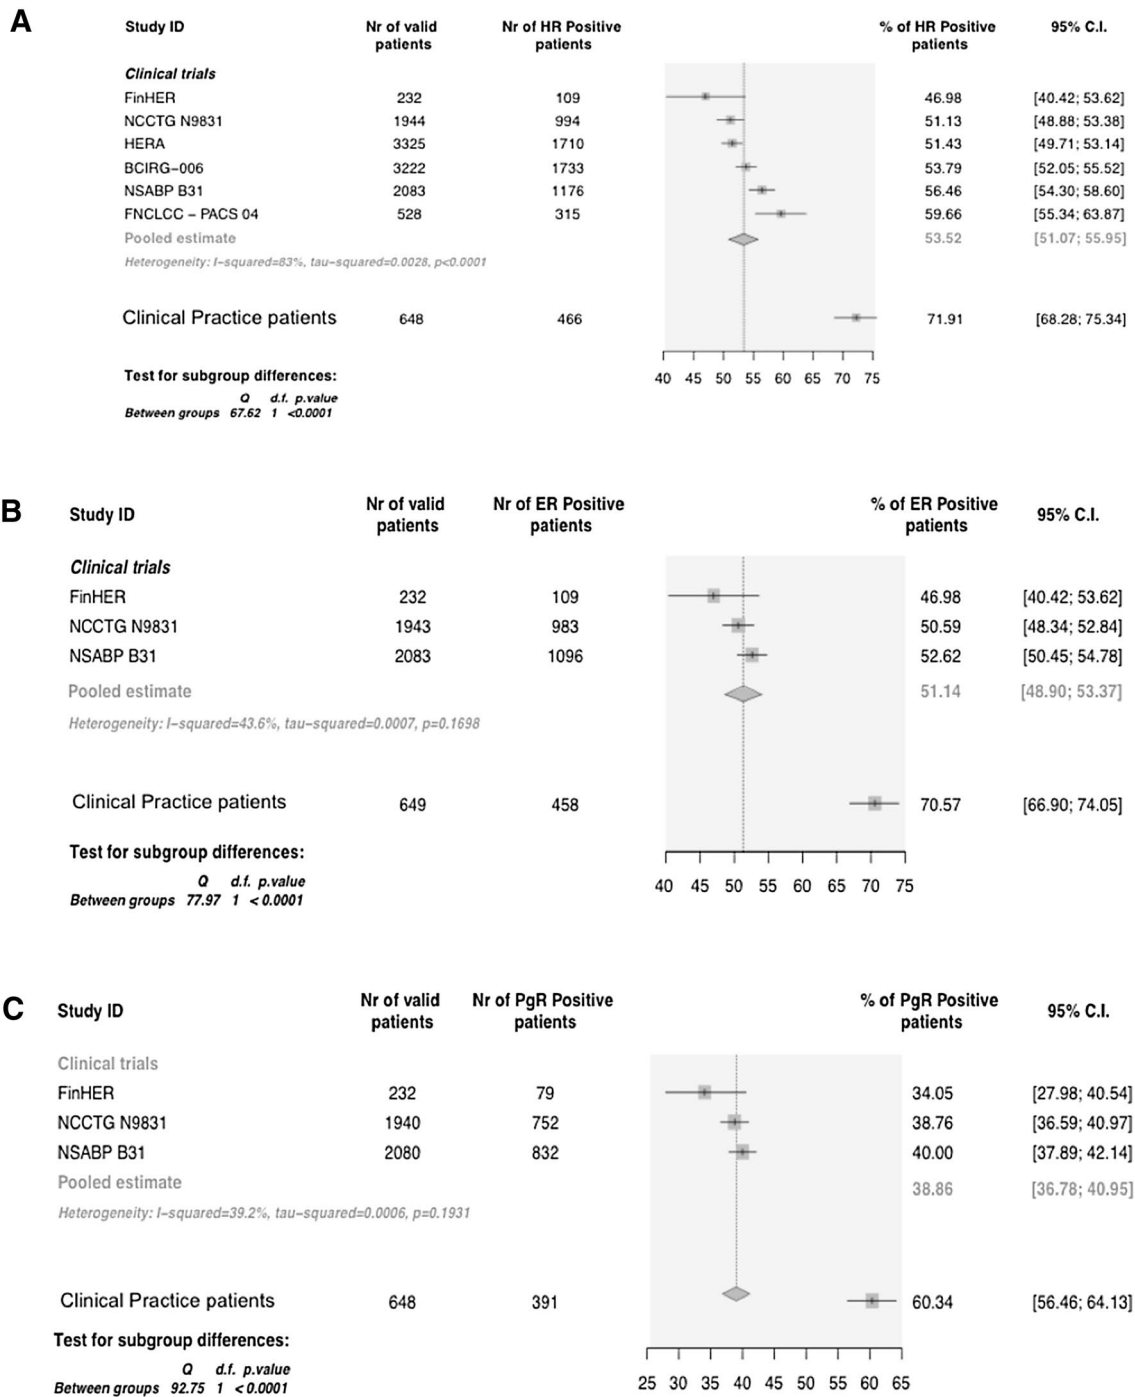 A
Study ID Nr of valid patients Nr of HR Positive patients % of HR Positive patients 95% C.I.
Clinical trials
FinHER 232 109 46.98 [40.42; 53.62]
NCCTG N9831 1944 994 51.13 [48.88; 53.38]
HERA 3325 1710 51.43 [49.71; 53.14]
BCIRG−006 3222 1733 53.79 [52.05; 55.52]
NSABP B31 2083 1176 56.46 [54.30; 58.60]
FNCLCC − PACS 04 528 315 59.66 [55.34; 63.87]
Pooled estimate 53.52 [51.07; 55.95]
Heterogeneity: I−squared=83%, tau−squared=0.0028, p<0.0001
Clinical Practice patients 648 466 71.91 [68.28; 75.34]
40 45 50 55 60 65 70 75
Test for subgroup differences:
Q d.f. p.value
Between groups 67.62 1 <0.0001
B
Study ID Nr of valid patients Nr of ER Positive patients % of ER Positive patients 95% C.I.
Clinical trials
FinHER 232 109 46.98 [40.42; 53.62]
NCCTG N9831 1943 983 50.59 [48.34; 52.84]
NSABP B31 2083 1096 52.62 [50.45; 54.78]
Pooled estimate 51.14 [48.90; 53.37]
Heterogeneity: I−squared=43.6%, tau−squared=0.0007, p=0.1698
Clinical Practice patients 649 458 70.57 [66.90; 74.05]
Test for subgroup differences:
40 45 50 55 60 65 70 75
Q d.f. p.value
Between groups 77.97 1 < 0.0001
C
Study ID Nr of valid patients Nr of PgR Positive patients % of PgR Positive patients 95% C.I.
Clinical trials
FinHER 232 79 34.05 [27.98; 40.54]
NCCTG N9831 1940 752 38.76 [36.59; 40.97]
NSABP B31 2080 832 40.00 [37.89; 42.14]
Pooled estimate 38.86 [36.78; 40.95]
Heterogeneity: I−squared=39.2%, tau−squared=0.0006, p=0.1931
Clinical Practice patients 648 391 60.34 [56.46; 64.13]
Test for subgroup differences:
Q d.f. p.value
Between groups 92.75 1 < 0.0001
25 30 35 40 45 50 55 60 65